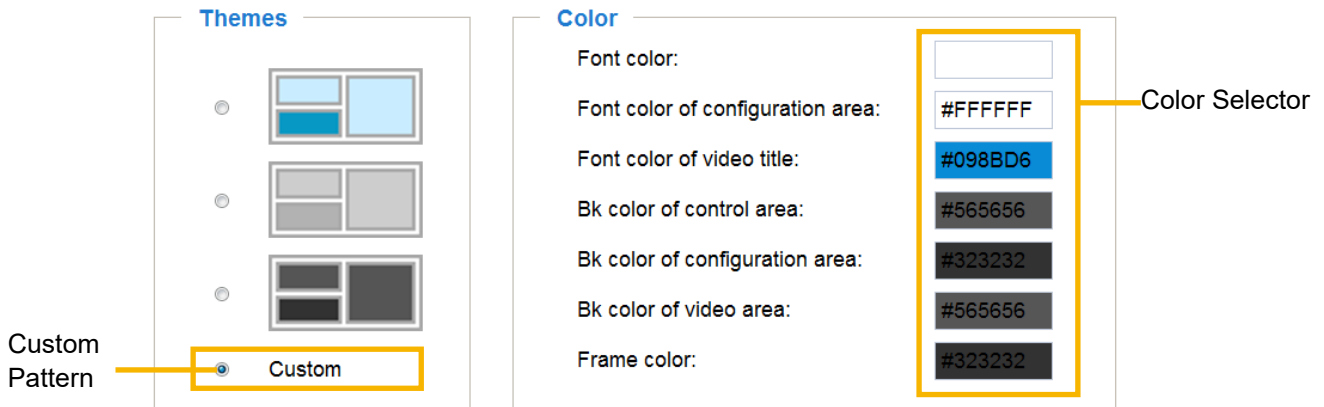 Themes
Color
Font color:
Font color of configuration area: #FFFFFF
Color Selector
Font color of video title: #098BD6
Bk color of control area: #565656
Bk color of configuration area: #323232
Bk color of video area: #565656
Custom
Pattern
Custom
Frame color: #323232